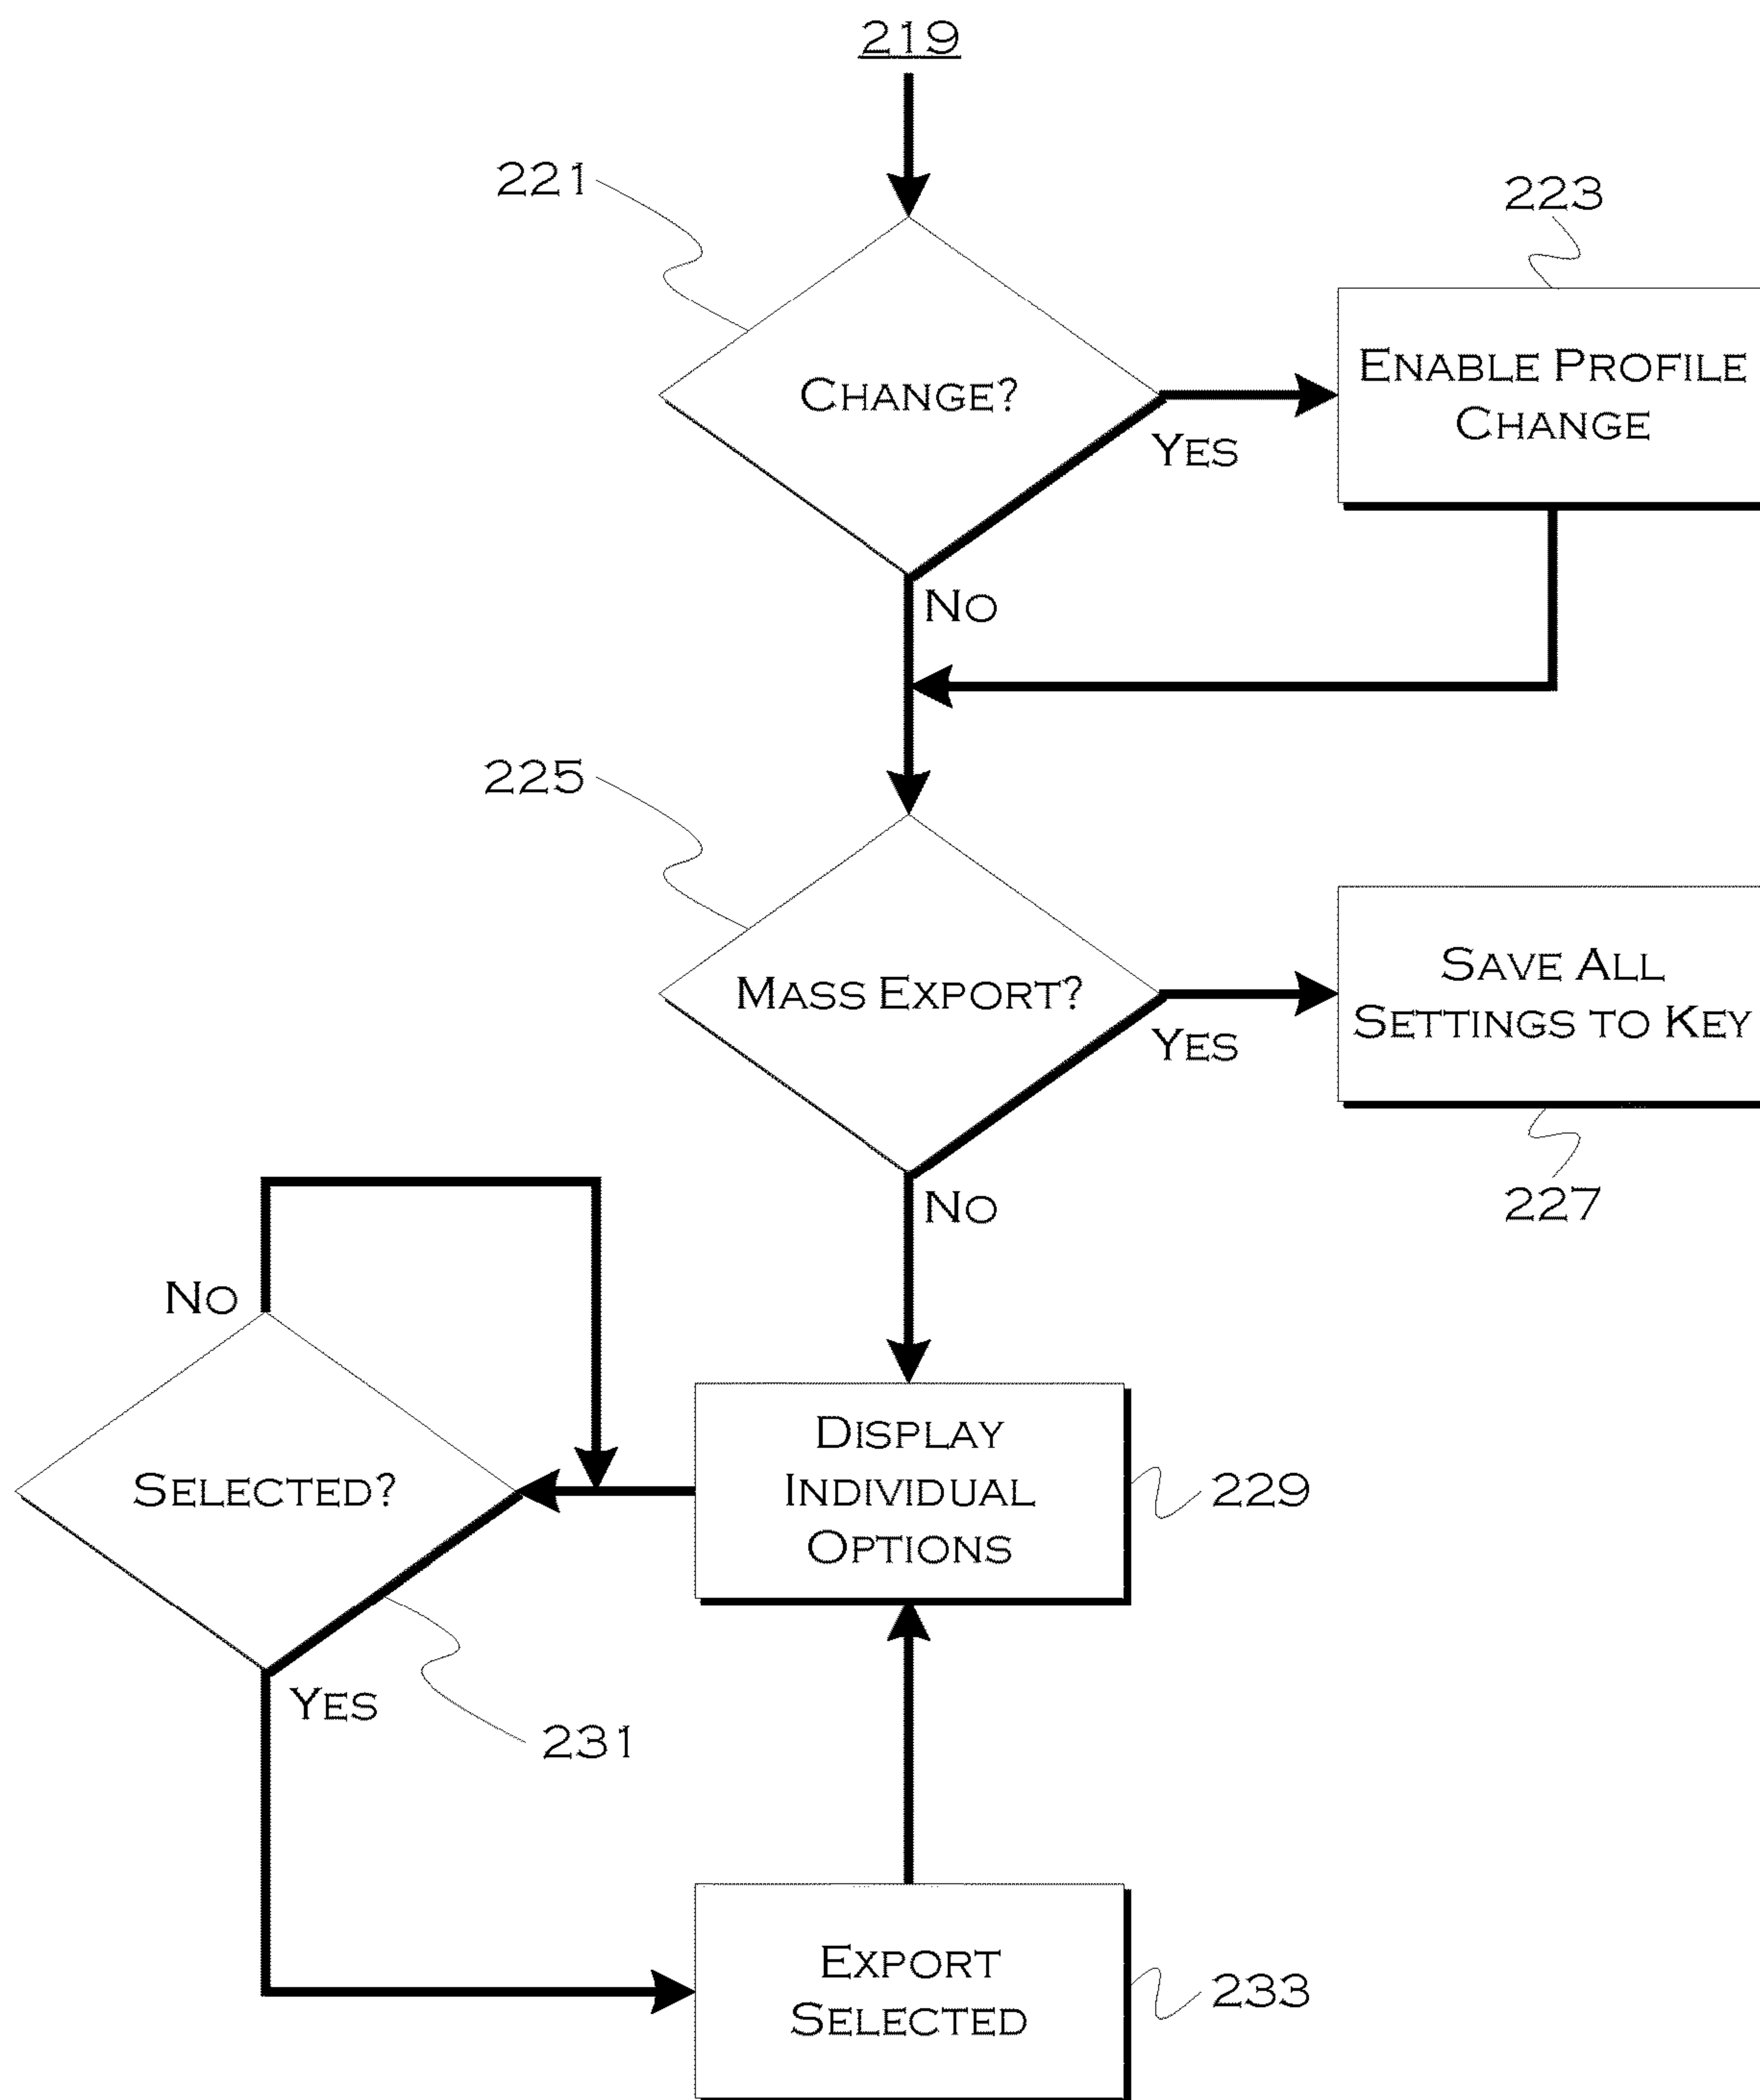 219
221
223
CHANGE?
ENABLE PROFILE
CHANGE
YES
NO
225
MASS EXPORT?
SAVE ALL
SETTINGS TO KEY
YES
NO
227
NO
SELECTED?
DISPLAY
INDIVIDUAL
OPTIONS
229
YES
231
EXPORT
SELECTED
233